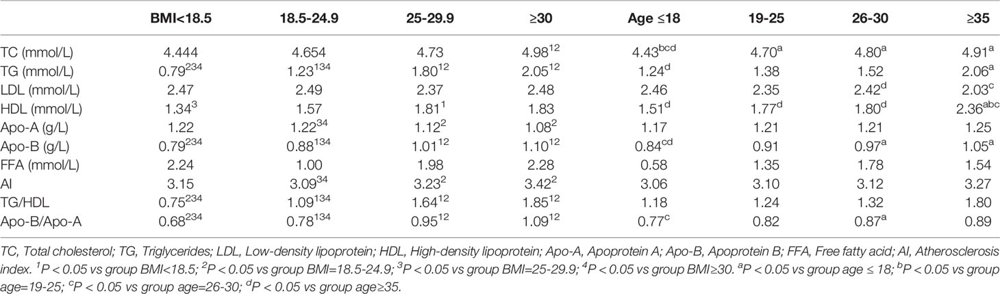 BMI<18.5 18.5-24.9 25-29.9 ≥30 Age ≤18 19-25 26-30 ≥35
TC (mmol/L) 4.444 4.654 4.73 4.98¹² 4.43ᵇᶜᵈ 4.70ᵃ 4.80ᵃ 4.91ᵃ
TG (mmol/L) 0.79²³⁴ 1.23¹³⁴ 1.80¹² 2.05¹² 1.24ᵈ 1.38 1.52 2.06ᵃ
LDL (mmol/L) 2.47 2.49 2.37 2.48 2.46 2.35 2.42ᵈ 2.03ᶜ
HDL (mmol/L) 1.34³ 1.57 1.81¹ 1.83 1.51ᵈ 1.77ᵈ 1.80ᵈ 2.36ᵃᵇᶜ
Apo-A (g/L) 1.22 1.22³⁴ 1.12² 1.08² 1.17 1.21 1.21 1.25
Apo-B (g/L) 0.79²³⁴ 0.88¹³⁴ 1.01¹² 1.10¹² 0.84ᶜᵈ 0.91 0.97ᵃ 1.05ᵃ
FFA (mmol/L) 2.24 1.00 1.98 2.28 0.58 1.35 1.78 1.54
AI 3.15 3.09³⁴ 3.23² 3.42² 3.06 3.10 3.12 3.27
TG/HDL 0.75²³⁴ 1.09¹³⁴ 1.64¹² 1.85¹² 1.18 1.24 1.32 1.80
Apo-B/Apo-A 0.68²³⁴ 0.78¹³⁴ 0.95¹² 1.09¹² 0.77ᶜ 0.82 0.87ᵃ 0.89
TC, Total cholesterol; TG, Triglycerides; LDL, Low-density lipoprotein; HDL, High-density lipoprotein; Apo-A, Apoprotein A; Apo-B, Apoprotein B; FFA, Free fatty acid; AI, Atherosclerosis
index. ¹P < 0.05 vs group BMI<18.5; ²P < 0.05 vs group BMI=18.5-24.9; ³P < 0.05 vs group BMI=25-29.9; ⁴P < 0.05 vs group BMI≥30. ᵃP < 0.05 vs group age ≤ 18; ᵇP < 0.05 vs group
age=19-25; ᶜP < 0.05 vs group age=26-30; ᵈP < 0.05 vs group age≥35.